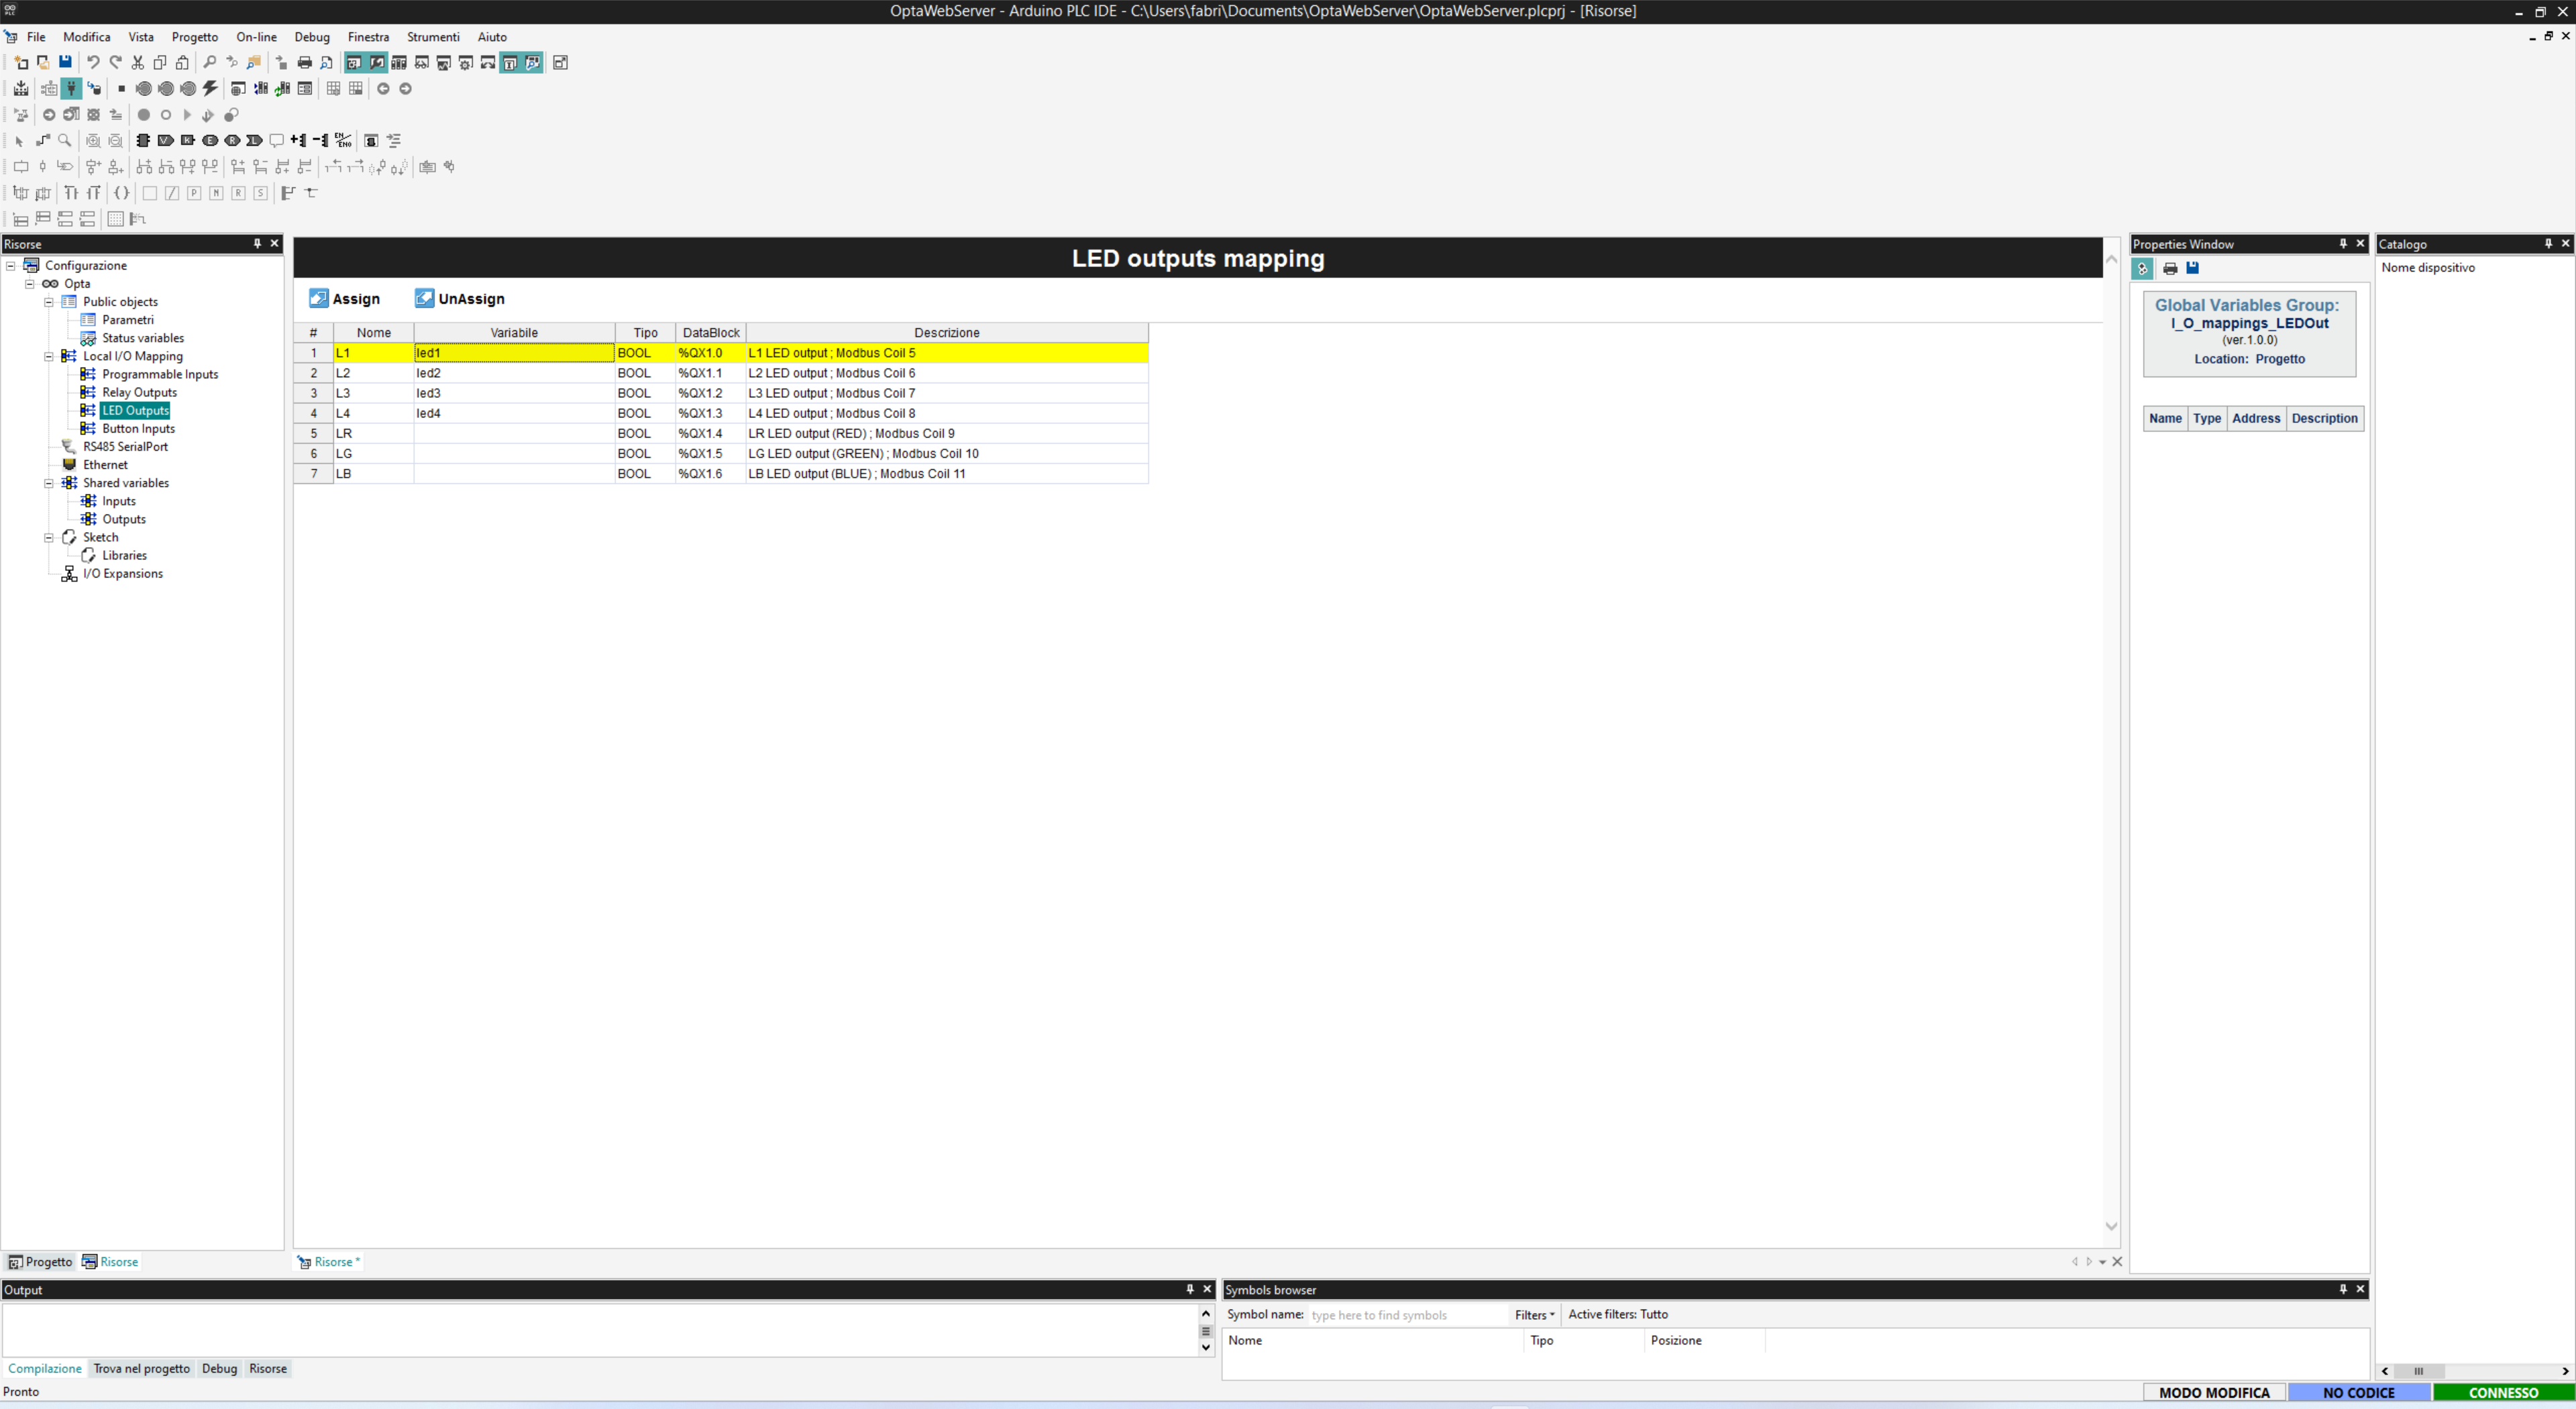 OptaWebServer - Arduino PLC IDE - C:\Users\fabri\Documents\OptaWebServer\OptaWebServer.plcprj - [Risorse]
File Modifica Vista Progetto On-line Debug Finestra Strumenti Aiuto
EN ENO
P N R S
Risorse
Configurazione
Opta
Public objects
Parametri
Status variables
Local I/O Mapping
Programmable Inputs
Relay Outputs
LED Outputs
Button Inputs
RS485 SerialPort
Ethernet
Shared variables
Inputs
Outputs
Sketch
Libraries
I/O Expansions
Progetto Risorse
LED outputs mapping
Assign UnAssign
# Nome Variabile Tipo DataBlock Descrizione
1 L1 led1 BOOL %QX1.0 L1 LED output ; Modbus Coil 5
2 L2 led2 BOOL %QX1.1 L2 LED output ; Modbus Coil 6
3 L3 led3 BOOL %QX1.2 L3 LED output ; Modbus Coil 7
4 L4 led4 BOOL %QX1.3 L4 LED output ; Modbus Coil 8
5 LR BOOL %QX1.4 LR LED output (RED) ; Modbus Coil 9
6 LG BOOL %QX1.5 LG LED output (GREEN) ; Modbus Coil 10
7 LB BOOL %QX1.6 LB LED output (BLUE) ; Modbus Coil 11
Risorse *
Properties Window
Global Variables Group:
I_O_mappings_LEDOut
(ver.1.0.0)
Location: Progetto
Name Type Address Description
Catalogo
Nome dispositivo
Output
Compilazione Trova nel progetto Debug Risorse
Symbols browser
Symbol name: type here to find symbols Filters Active filters: Tutto
Nome Tipo Posizione
Pronto
MODO MODIFICA NO CODICE CONNESSO